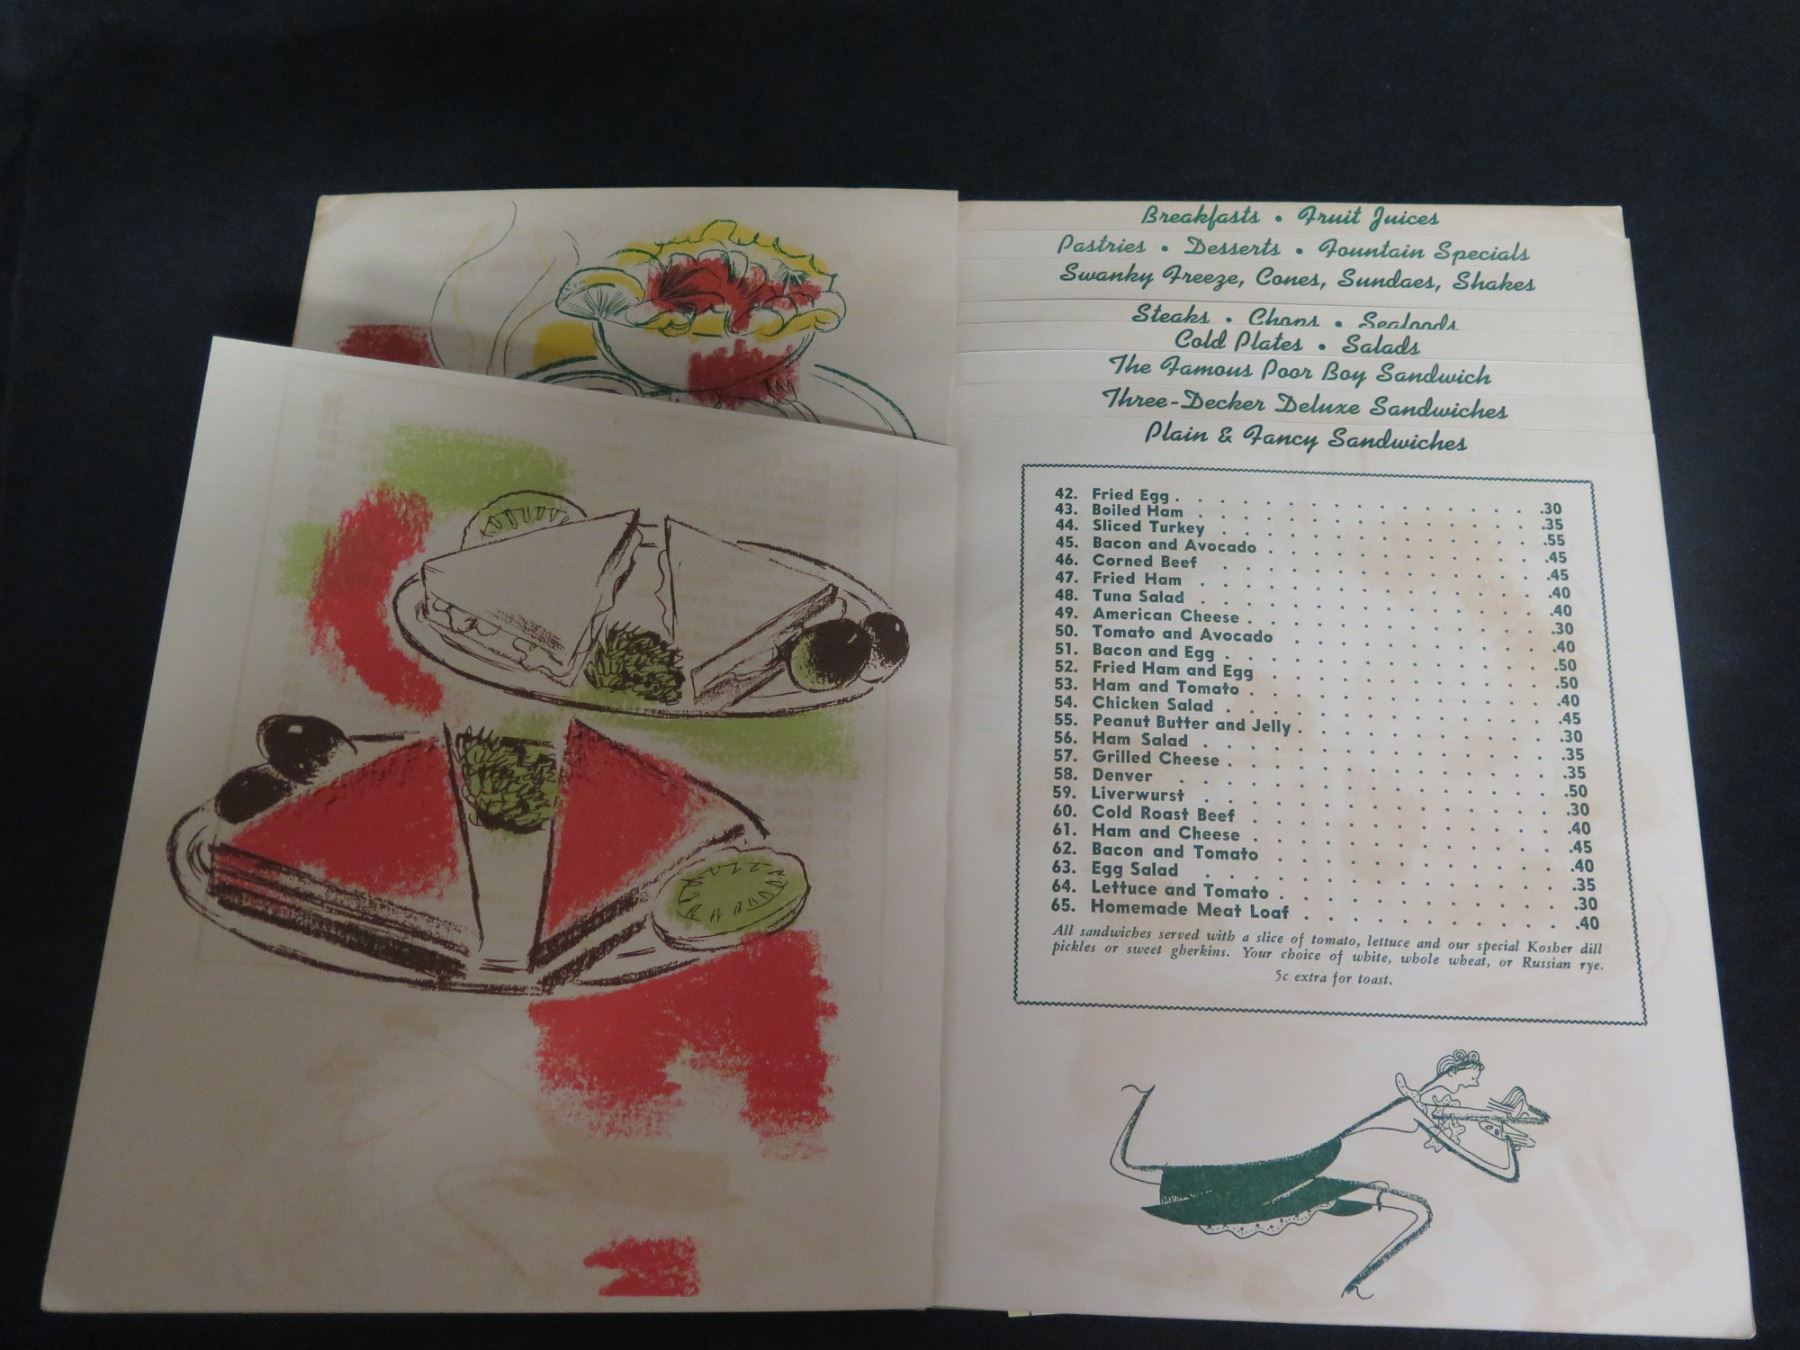 Breakfasts • Fruit Juices
Pastries • Desserts • Fountain Specials
Swanky Freeze, Cones, Sundaes, Shakes
Steaks • Chops • Seafoods
Cold Plates • Salads
The Famous Poor Boy Sandwich
Three-Decker Deluxe Sandwiches
Plain & Fancy Sandwiches
42. Fried Egg .30
43. Boiled Ham .35
44. Sliced Turkey .55
45. Bacon and Avocado .45
46. Corned Beef .45
47. Fried Ham .40
48. Tuna Salad .40
49. American Cheese .30
50. Tomato and Avocado .40
51. Bacon and Egg .50
52. Fried Ham and Egg .50
53. Ham and Tomato .40
54. Chicken Salad .45
55. Peanut Butter and Jelly .30
56. Ham Salad .35
57. Grilled Cheese .35
58. Denver .50
59. Liverwurst .30
60. Cold Roast Beef .40
61. Ham and Cheese .45
62. Bacon and Tomato .40
63. Egg Salad .35
64. Lettuce and Tomato .30
65. Homemade Meat Loaf .40
All sandwiches served with a slice of tomato, lettuce and our special Kosher dill
pickles or sweet gherkins. Your choice of white, whole wheat, or Russian rye.
5c extra for toast.